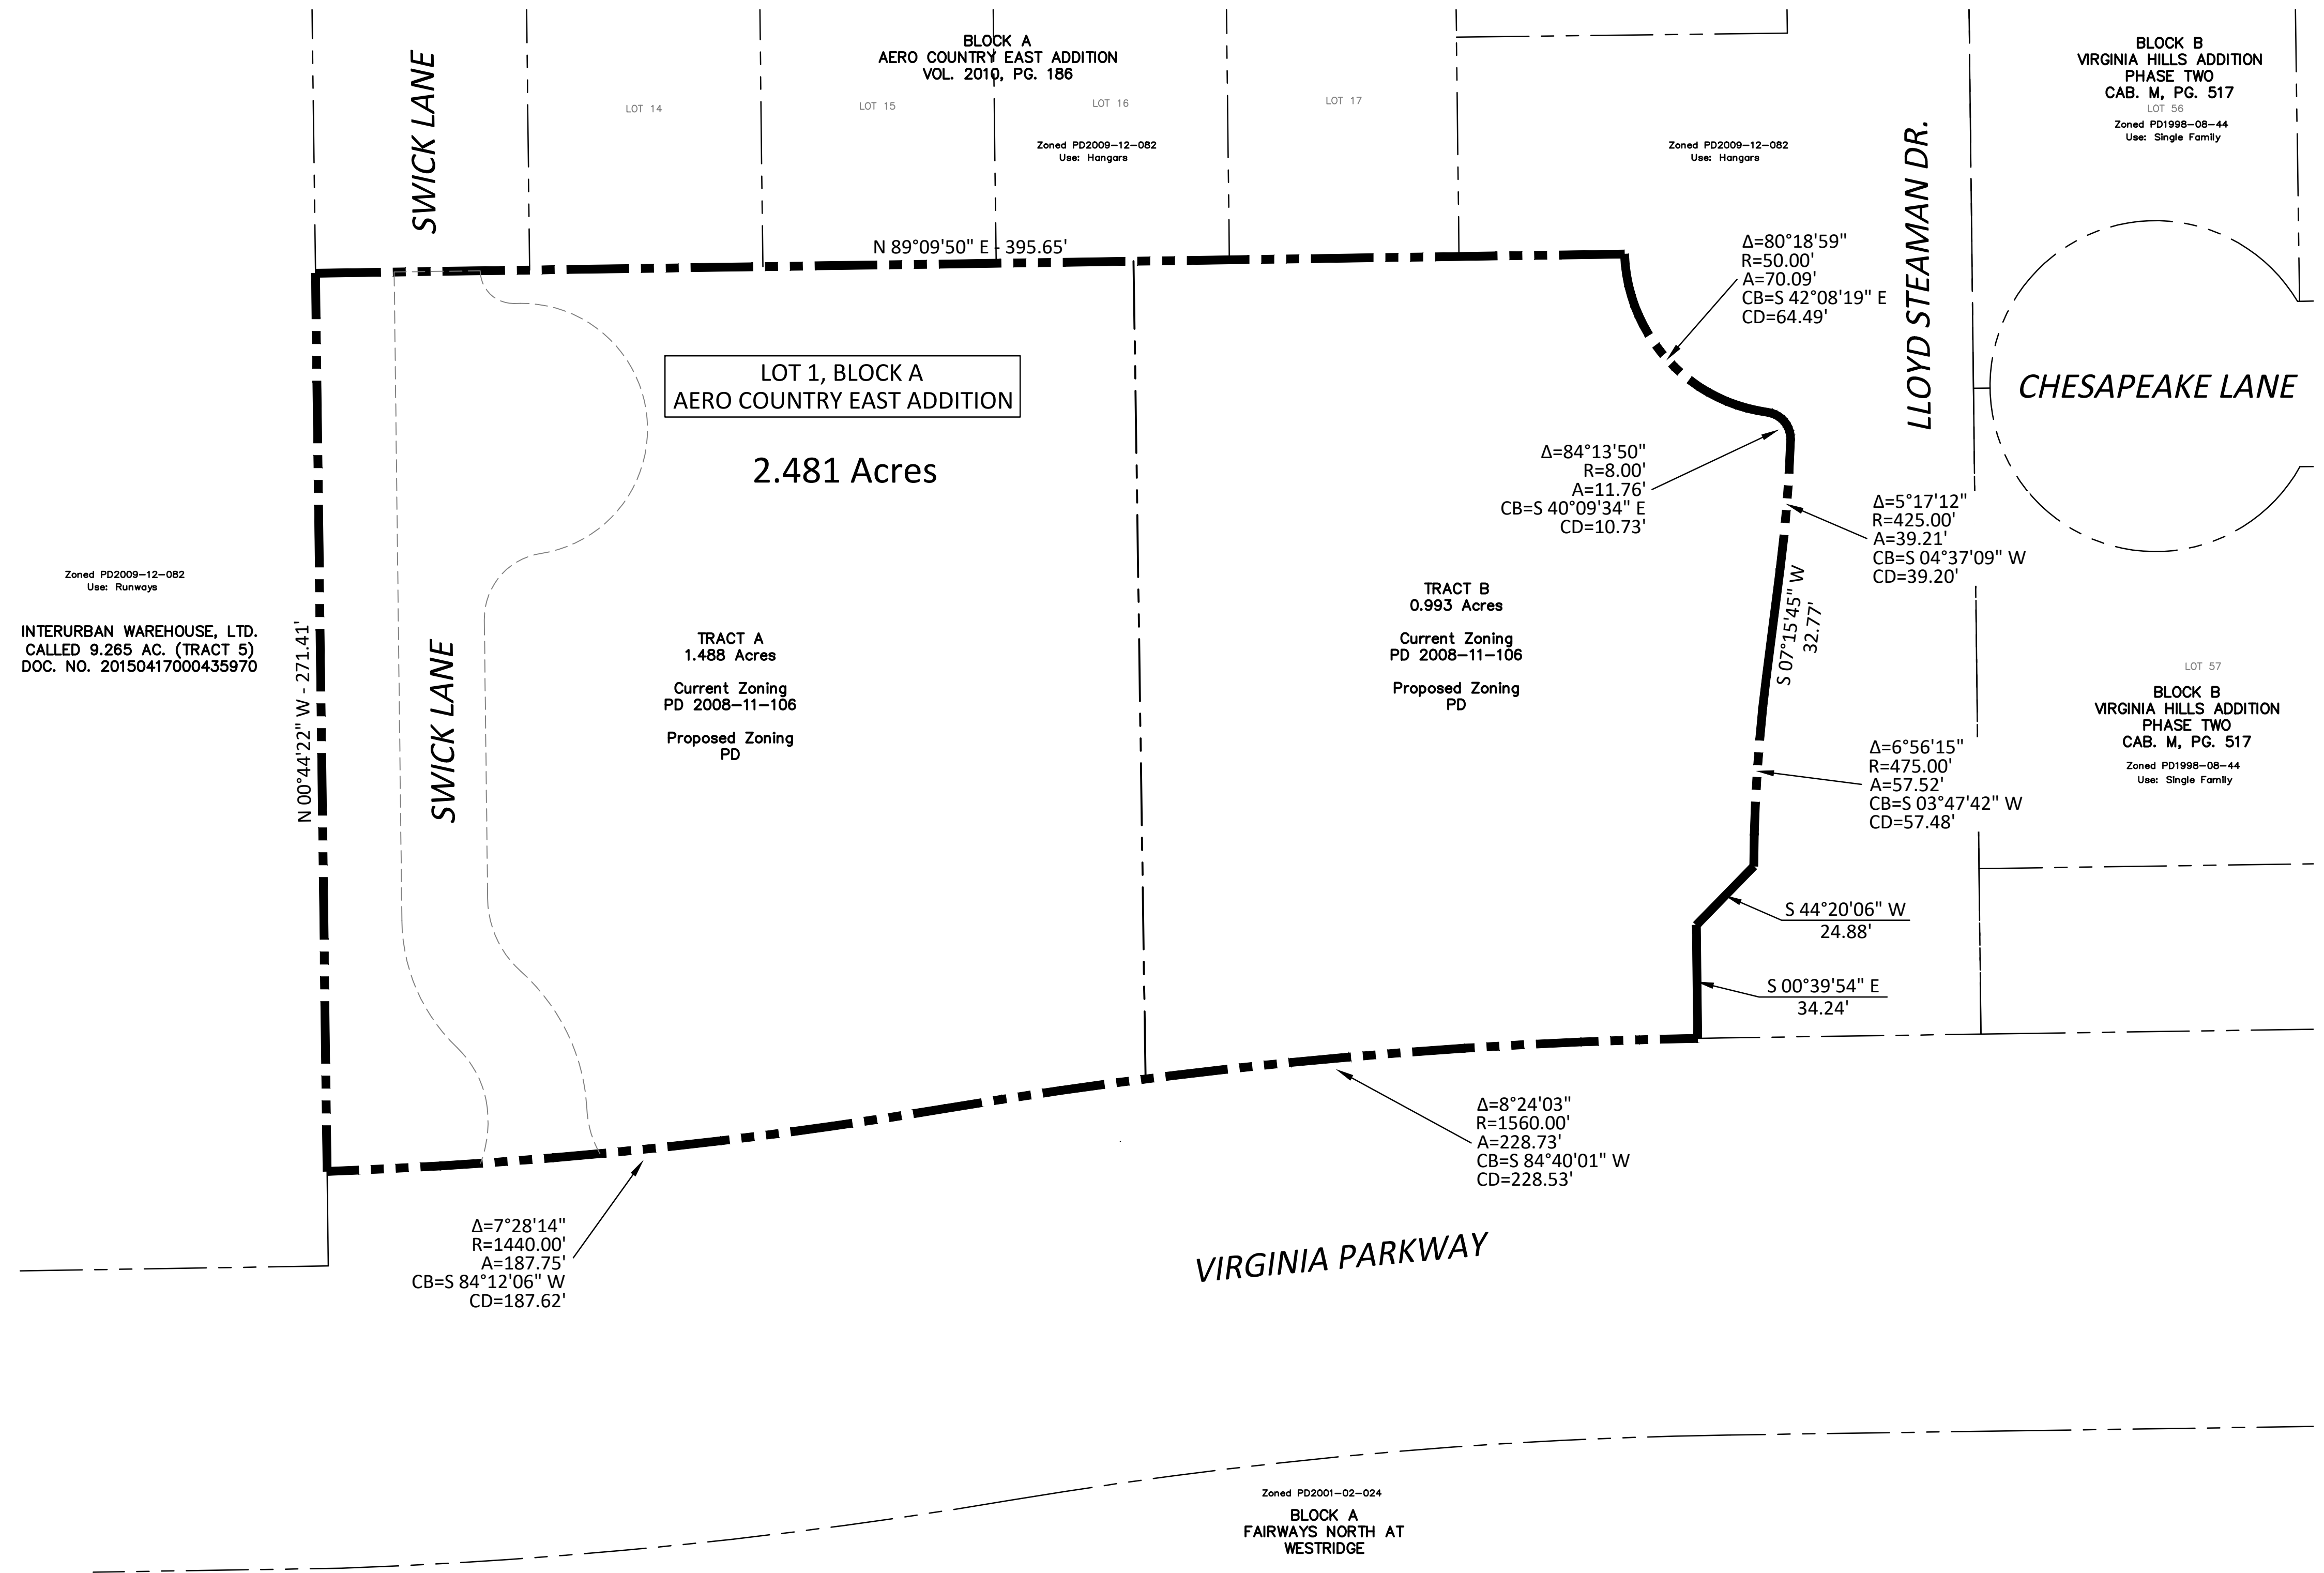 SWICK LANE
BLOCK A
AERO COUNTRY EAST ADDITION
VOL. 2010, PG. 186
LOT 14
LOT 15
LOT 16
LOT 17
Zoned PD2009-12-082
Use: Hangars
Zoned PD2009-12-082
Use: Hangars
LLOYD STEAMAN DR.
BLOCK B
VIRGINIA HILLS ADDITION
PHASE TWO
CAB. M, PG. 517
LOT 56
Zoned PD1998-08-44
Use: Single Family
N 89°09'50" E - 395.65'
Δ=80°18'59"
R=50.00'
A=70.09'
CB=S 42°08'19" E
CD=64.49'
CHESAPEAKE LANE
LOT 1, BLOCK A
AERO COUNTRY EAST ADDITION
2.481 Acres
Δ=84°13'50"
R=8.00'
A=11.76'
CB=S 40°09'34" E
CD=10.73'
Δ=5°17'12"
R=425.00'
A=39.21'
CB=S 04°37'09" W
CD=39.20'
Zoned PD2009-12-082
Use: Runways
INTERURBAN WAREHOUSE, LTD.
CALLED 9.265 AC. (TRACT 5)
DOC. NO. 20150417000435970
N 00°44'22" W - 271.41'
SWICK LANE
TRACT A
1.488 Acres
Current Zoning
PD 2008-11-106
Proposed Zoning
PD
TRACT B
0.993 Acres
Current Zoning
PD 2008-11-106
Proposed Zoning
PD
S 07°15'45" W
32.77'
LOT 57
BLOCK B
VIRGINIA HILLS ADDITION
PHASE TWO
CAB. M, PG. 517
Zoned PD1998-08-44
Use: Single Family
Δ=6°56'15"
R=475.00'
A=57.52'
CB=S 03°47'42" W
CD=57.48'
S 44°20'06" W
24.88'
S 00°39'54" E
34.24'
Δ=8°24'03"
R=1560.00'
A=228.73'
CB=S 84°40'01" W
CD=228.53'
Δ=7°28'14"
R=1440.00'
A=187.75'
CB=S 84°12'06" W
CD=187.62'
VIRGINIA PARKWAY
Zoned PD2001-02-024
BLOCK A
FAIRWAYS NORTH AT
WESTRIDGE